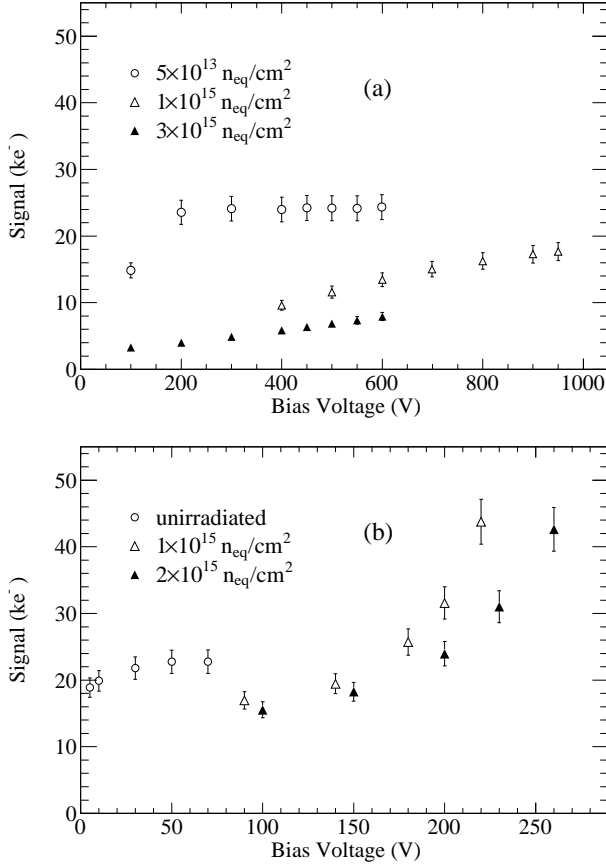 50
40
30
20
10
0
Signal (ke⁻)
○ 5×10¹³ n_eq/cm²
△ 1×10¹⁵ n_eq/cm²
▲ 3×10¹⁵ n_eq/cm²
(a)
0 200 400 600 800 1000
Bias Voltage (V)
50
40
30
20
10
0
Signal (ke⁻)
○ unirradiated
△ 1×10¹⁵ n_eq/cm²
▲ 2×10¹⁵ n_eq/cm²
(b)
0 50 100 150 200 250
Bias Voltage (V)